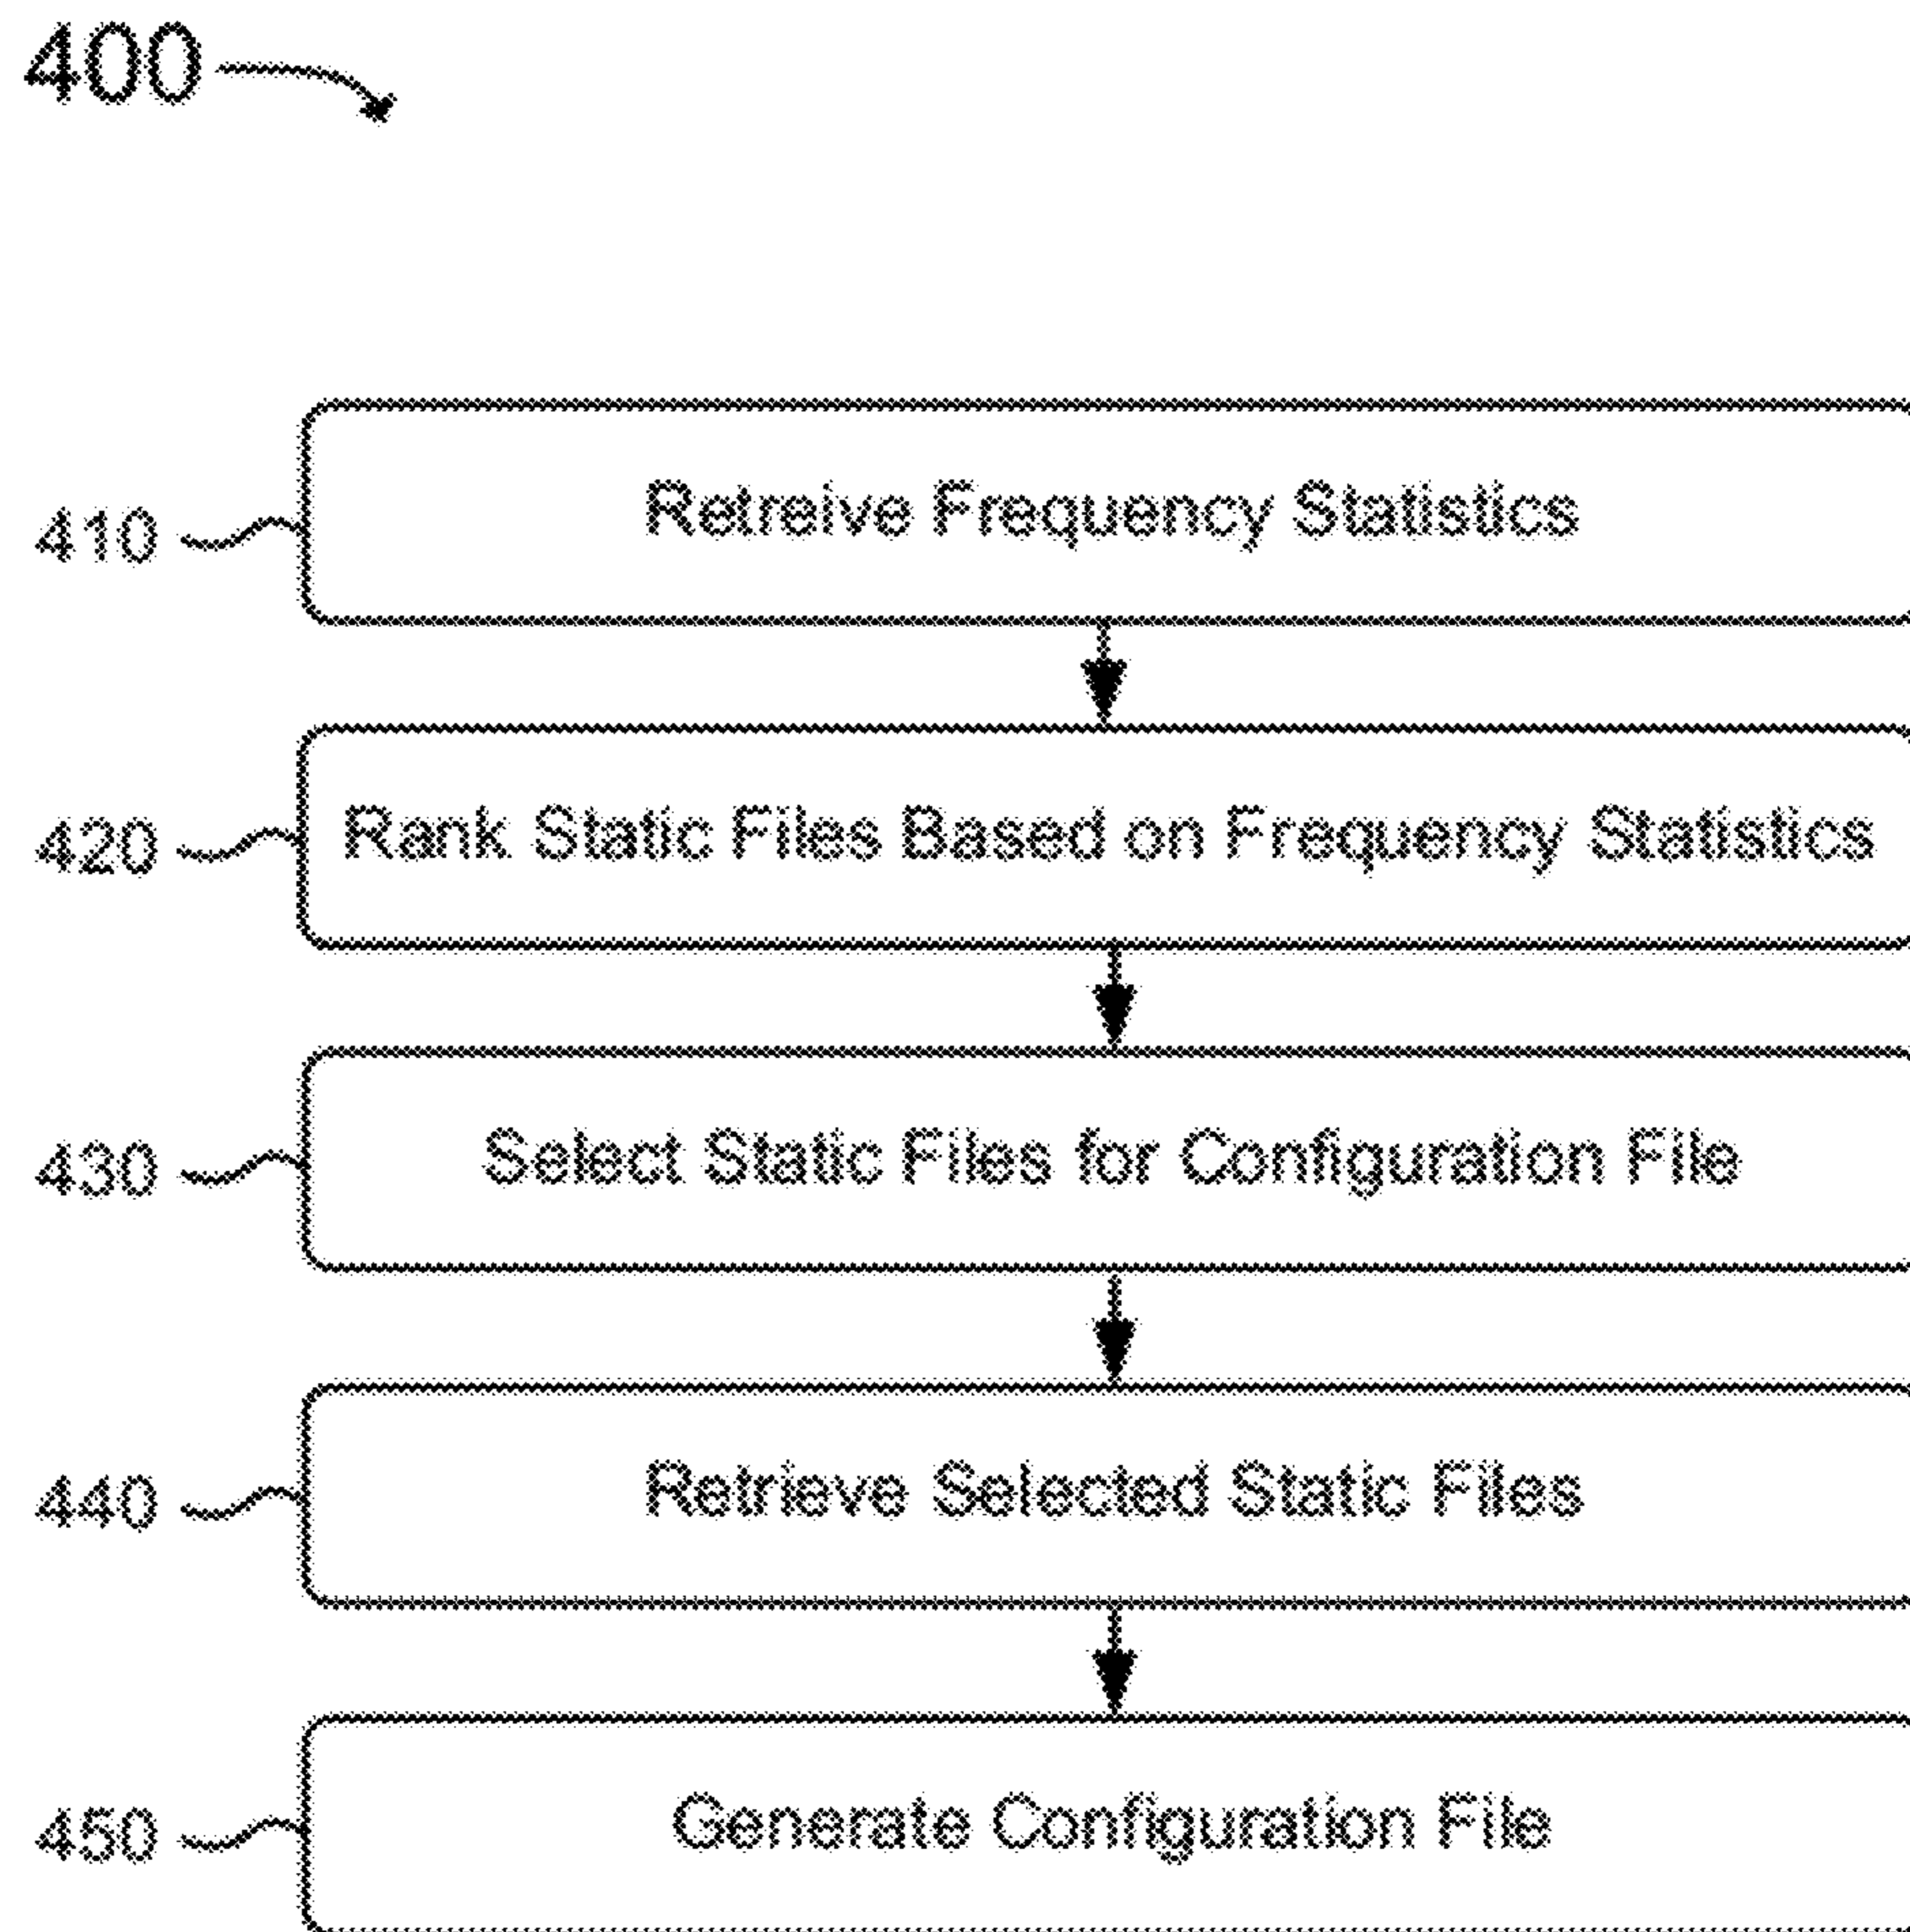 400
410 Retreive Frequency Statistics
420 Rank Static Files Based on Frequency Statistics
430 Select Static Files for Configuration File
440 Retrieve Selected Static Files
450 Generate Configuration File